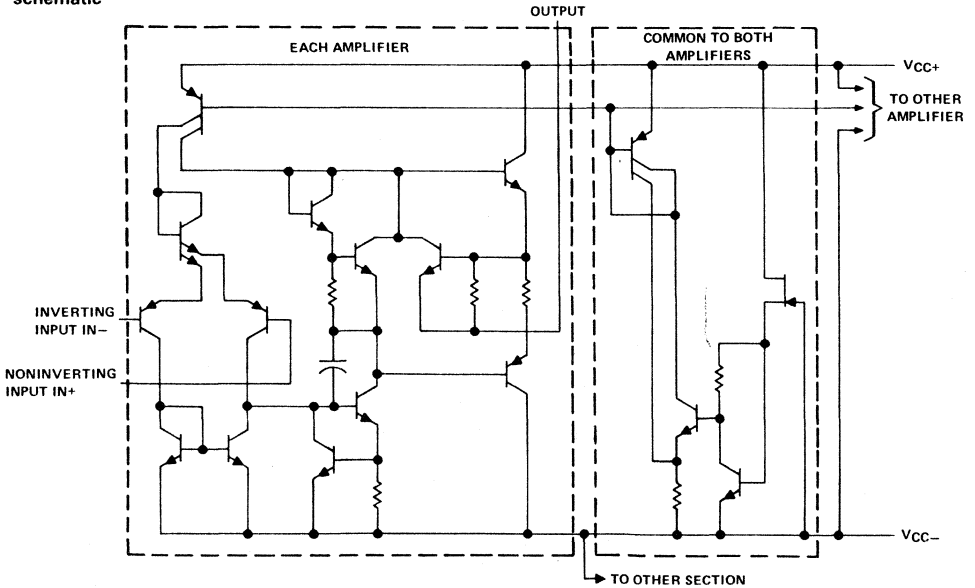 schematic
OUTPUT
EACH AMPLIFIER
COMMON TO BOTH
AMPLIFIERS
VCC+
TO OTHER
AMPLIFIER
INVERTING
INPUT IN−
NONINVERTING
INPUT IN+
VCC−
TO OTHER SECTION